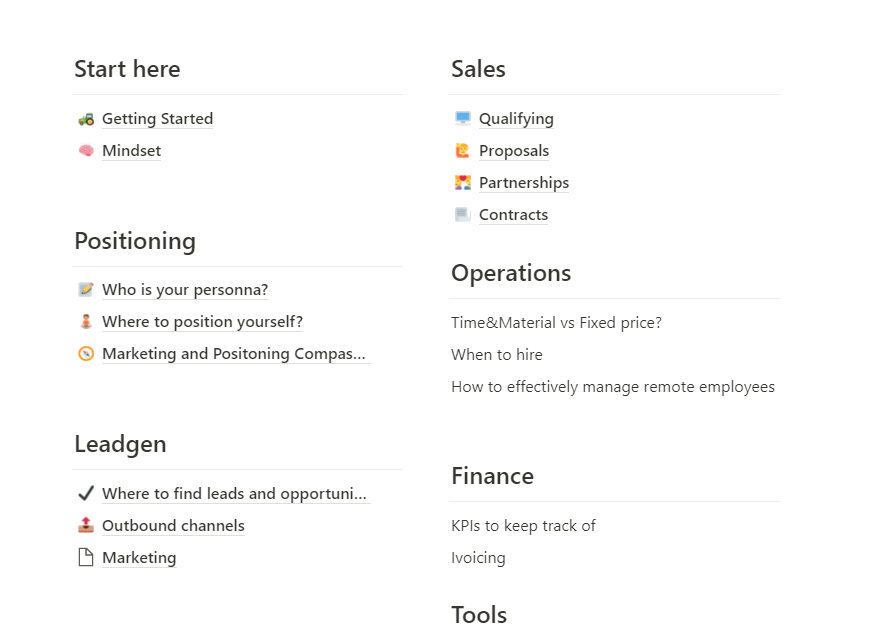 Start here
Getting Started
Mindset
Positioning
Who is your personna?
Where to position yourself?
Marketing and Positoning Compas...
Leadgen
Where to find leads and opportuni...
Outbound channels
Marketing
Sales
Qualifying
Proposals
Partnerships
Contracts
Operations
Time&Material vs Fixed price?
When to hire
How to effectively manage remote employees
Finance
KPIs to keep track of
Ivoicing
Tools